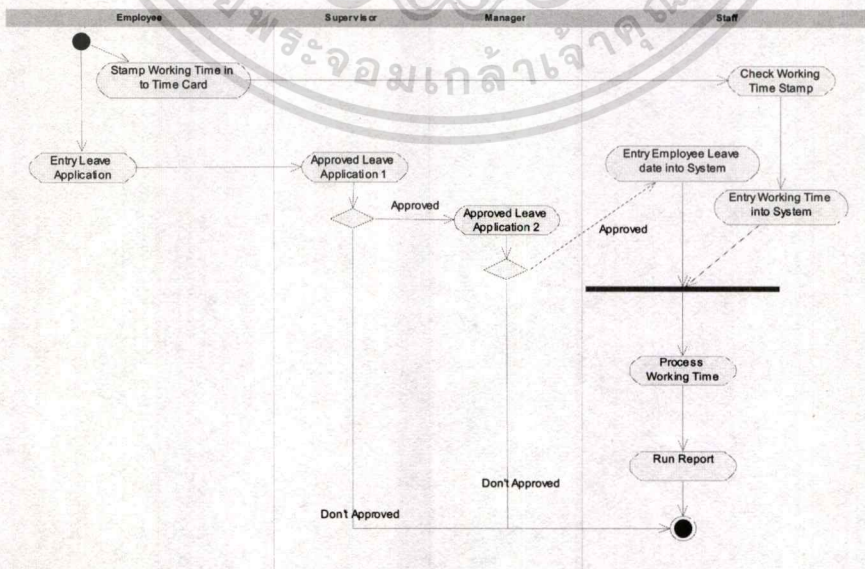 Employee
Supervisor
Manager
Staff
Stamp Working Time in
to Time Card
Check Working
Time Stamp
Entry Leave
Application
Approved Leave
Application 1
Entry Employee Leave
date into System
Approved
Approved Leave
Application 2
Entry Working Time
into System
Approved
Process
Working Time
Run Report
Don't Approved
Don't Approved